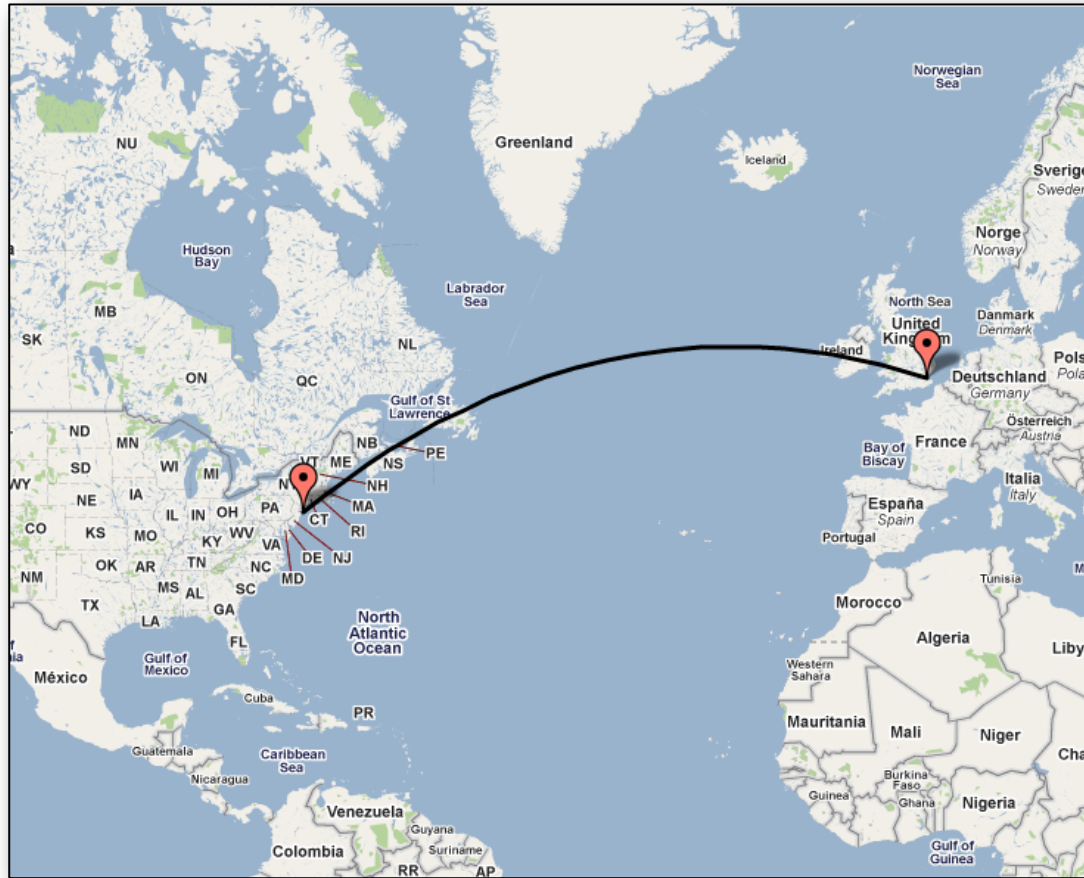 Norwegian
Sea
Greenland
Iceland
NU
Sverige
Norge
Norway
Hudson
Bay
Labrador
Sea
North Sea
MB
Danmark
Denmark
United
SK
NL
Ireland
ON
QC
Deutschland
Germany
Gulf of St
Lawrence
Österreich
Austria
ND
MN
NB
France
Bay of
Biscay
PE
VT
ME
NS
WI
MI
SD
WY
NH
Italia
Italy
NE
IA
PA
MA
España
Spain
IL
IN
OH
CT
CO
KS
MO
WV
RI
Portugal
KY
VA
DE
NJ
OK
TN
NC
AR
MD
NM
Tunisia
MS
AL
SC
TX
GA
Morocco
LA
North
Atlantic
Ocean
FL
Algeria
Gulf of
Mexico
Western
Sahara
México
Cuba
PR
Mauritania
Mali
Niger
Guatemala
Caribbean
Sea
Nicaragua
Burkina
Faso
Guinea
Ghana
Nigeria
Venezuela
Guyana
Suriname
Colombia
Gulf of
Guinea
RR
AP